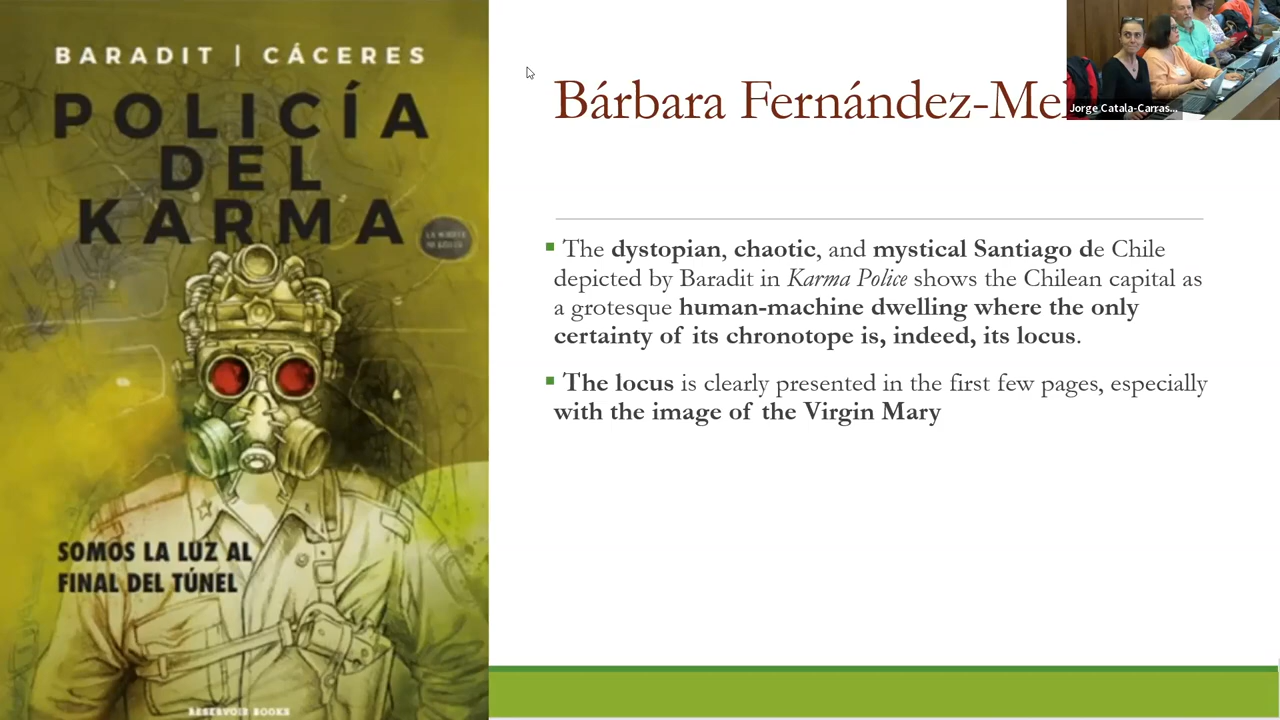 BARADIT | CÁCERES
POLICÍA
DEL
KARMA
SOMOS LA LUZ AL
FINAL DEL TÚNEL
RESERVOIR BOOKS
Bárbara Fernández-Mel
Jorge Catala-Carras...
▪ The dystopian, chaotic, and mystical Santiago de Chile
depicted by Baradit in Karma Police shows the Chilean capital as
a grotesque human-machine dwelling where the only
certainty of its chronotope is, indeed, its locus.
▪ The locus is clearly presented in the first few pages, especially
with the image of the Virgin Mary